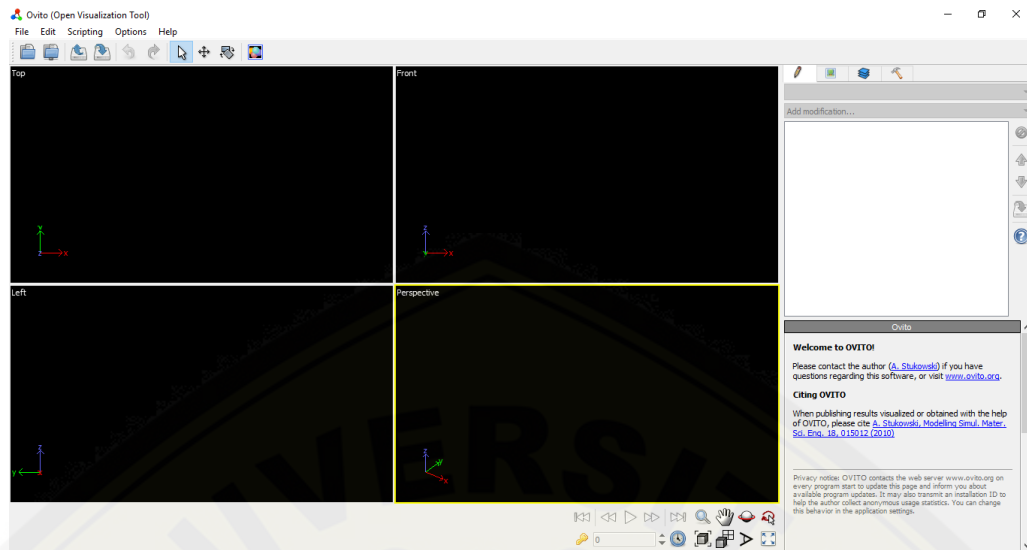 Ovito (Open Visualization Tool)
File Edit Scripting Options Help
Top
Front
Add modification...
y
z
x
z
y
x
Left
Perspective
z
y
x
z
y
x
Ovito
Welcome to OVITO!
Please contact the author (A. Stukowski) if you have
questions regarding this software, or visit www.ovito.org.
Citing OVITO
When publishing results visualized or obtained with the help
of OVITO, please cite A. Stukowski, Modelling Simul. Mater.
Sci. Eng. 18, 015012 (2010)
Privacy notice: OVITO contacts the web server www.ovito.org on
every program start to update this page and inform you about
available program updates. It may also transmit an installation ID to
help the author collect anonymous usage statistics. You can change
this behavior in the application settings.
0